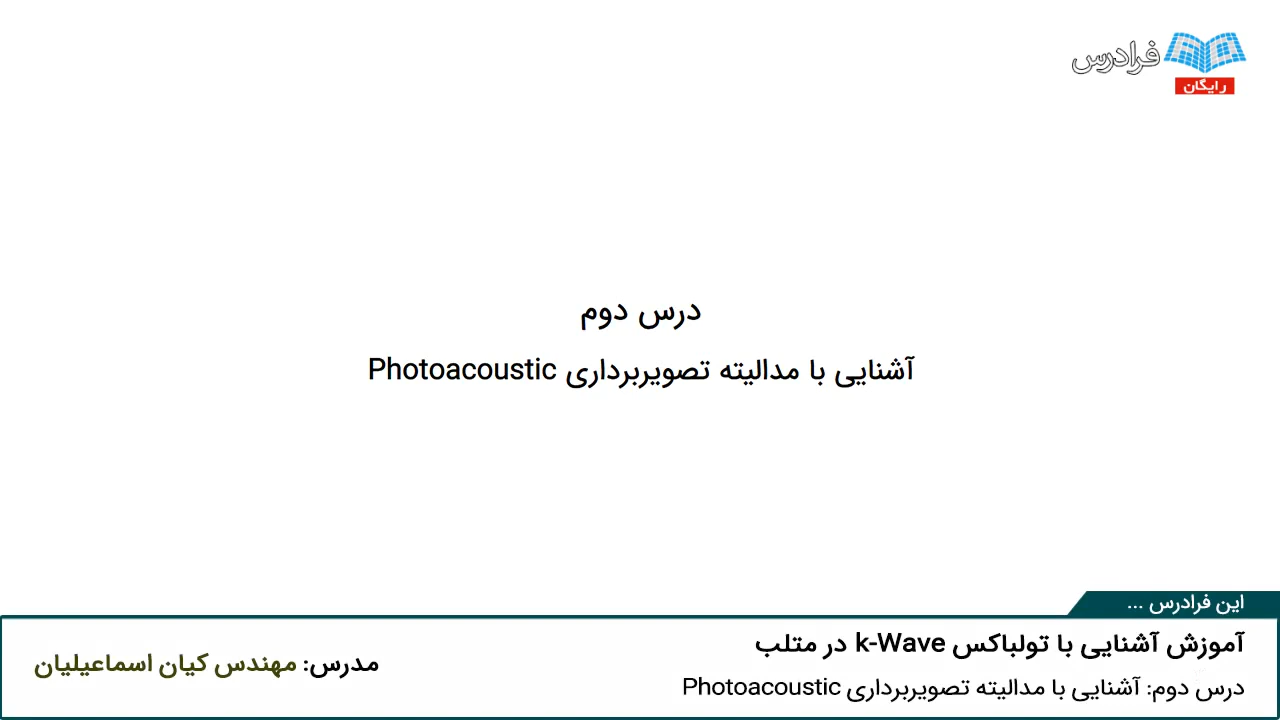 فرادرس
رایگان
درس دوم
آشنایی با مدالیته تصویربرداری Photoacoustic
این فرادرس ...
آموزش آشنایی با تولباکس k-Wave در متلب
درس دوم: آشنایی با مدالیته تصویربرداری Photoacoustic
مدرس: مهندس کیان اسماعیلیان